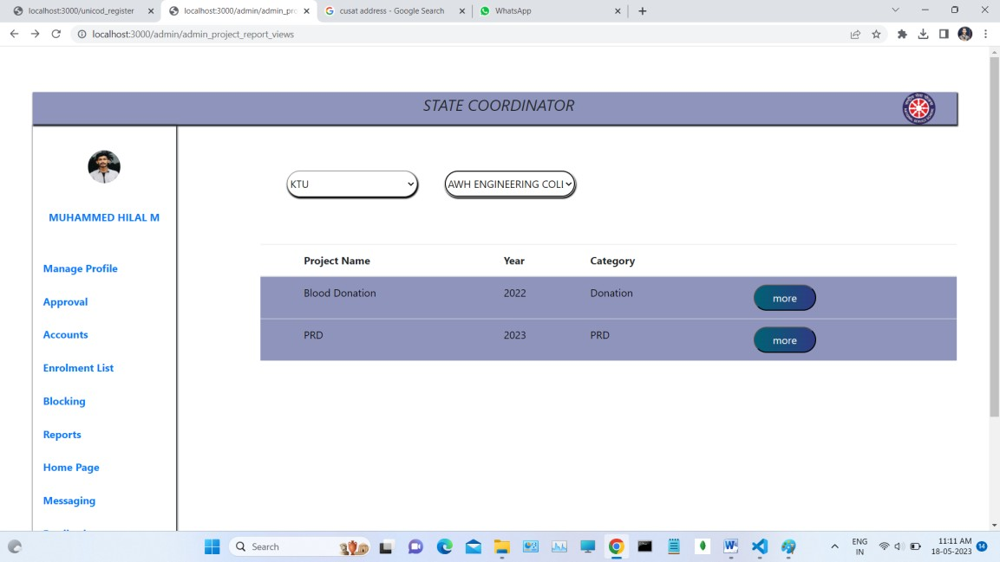 localhost:3000/unicod_register
localhost:3000/admin/admin_pro
cusat address - Google Search
WhatsApp
localhost:3000/admin/admin_project_report_views
STATE COORDINATOR
MUHAMMED HILAL M
Manage Profile
Approval
Accounts
Enrolment List
Blocking
Reports
Home Page
Messaging
KTU
AWH ENGINEERING COLI
Project Name Year Category
Blood Donation 2022 Donation more
PRD 2023 PRD more
Search
ENG
IN
11:11 AM
18-05-2023
14